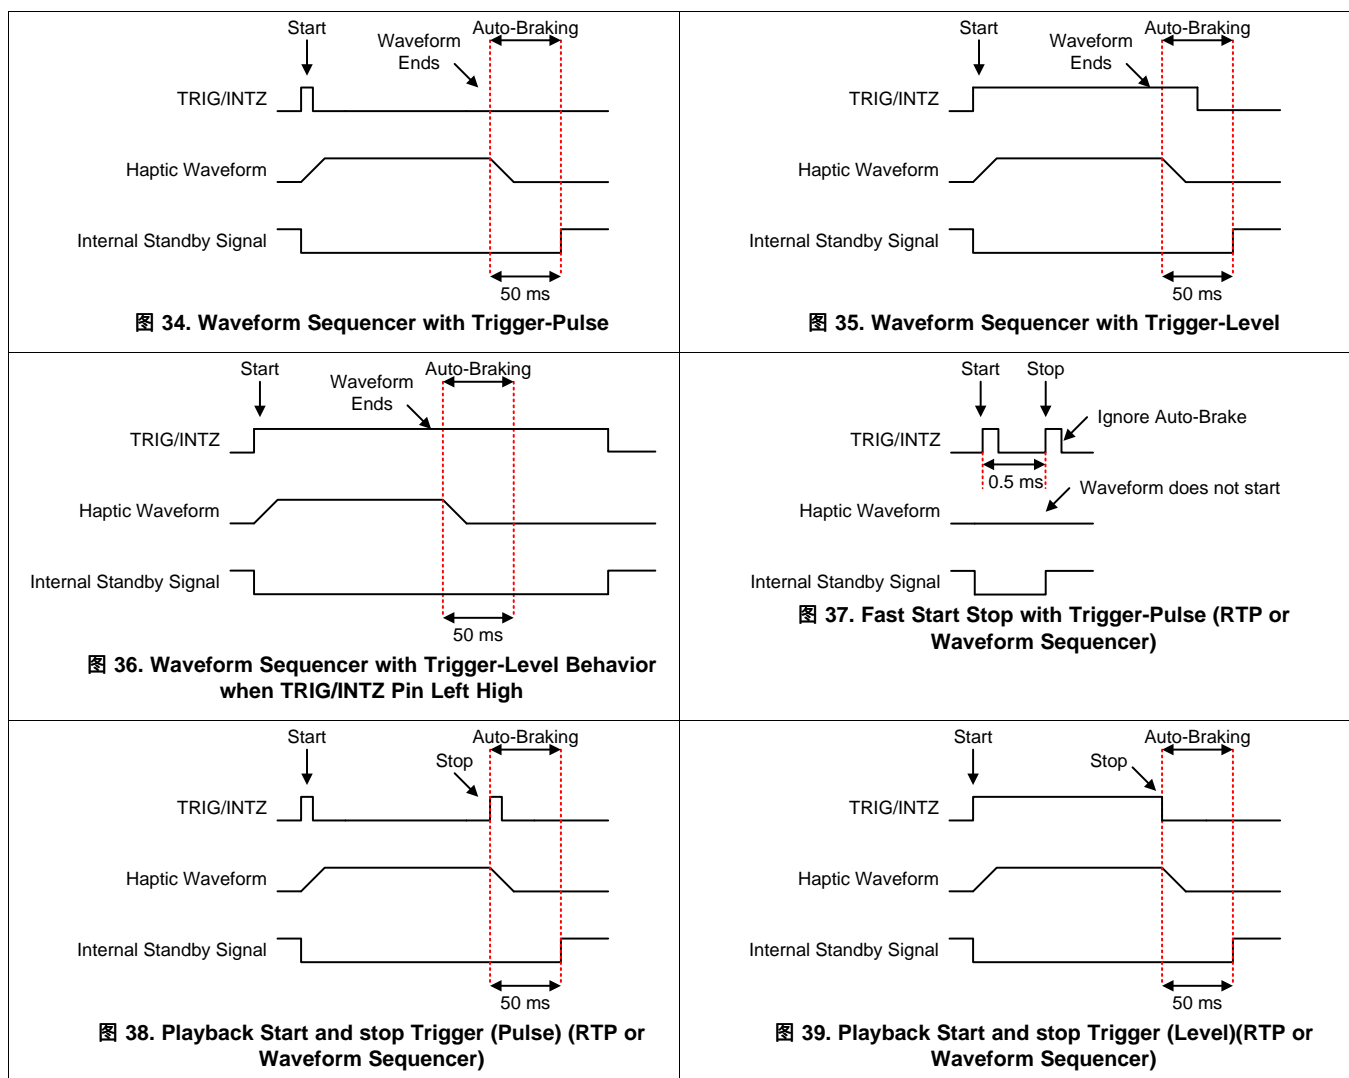 Start
Waveform
Ends
Auto-Braking
TRIG/INTZ
Haptic Waveform
Internal Standby Signal
50 ms
图 34. Waveform Sequencer with Trigger-Pulse
Start
Waveform
Ends
Auto-Braking
TRIG/INTZ
Haptic Waveform
Internal Standby Signal
50 ms
图 35. Waveform Sequencer with Trigger-Level
Start
Waveform
Ends
Auto-Braking
TRIG/INTZ
Haptic Waveform
Internal Standby Signal
50 ms
图 36. Waveform Sequencer with Trigger-Level Behavior
when TRIG/INTZ Pin Left High
Start
Stop
Ignore Auto-Brake
TRIG/INTZ
0.5 ms
Waveform does not start
Haptic Waveform
Internal Standby Signal
图 37. Fast Start Stop with Trigger-Pulse (RTP or
Waveform Sequencer)
Start
Auto-Braking
Stop
TRIG/INTZ
Haptic Waveform
Internal Standby Signal
50 ms
图 38. Playback Start and stop Trigger (Pulse) (RTP or
Waveform Sequencer)
Start
Auto-Braking
Stop
TRIG/INTZ
Haptic Waveform
Internal Standby Signal
50 ms
图 39. Playback Start and stop Trigger (Level)(RTP or
Waveform Sequencer)